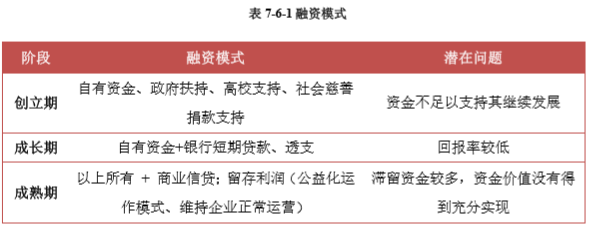 表 7-6-1 融资模式
阶段 融资模式 潜在问题
创立期 自有资金、政府扶持、高校支持、社会慈善捐款支持 资金不足以支持其继续发展
成长期 自有资金+银行短期贷款、透支 回报率较低
成熟期 以上所有 + 商业信贷；留存利润（公益化运作模式、维持企业正常运营） 滞留资金较多，资金价值没有得到充分实现